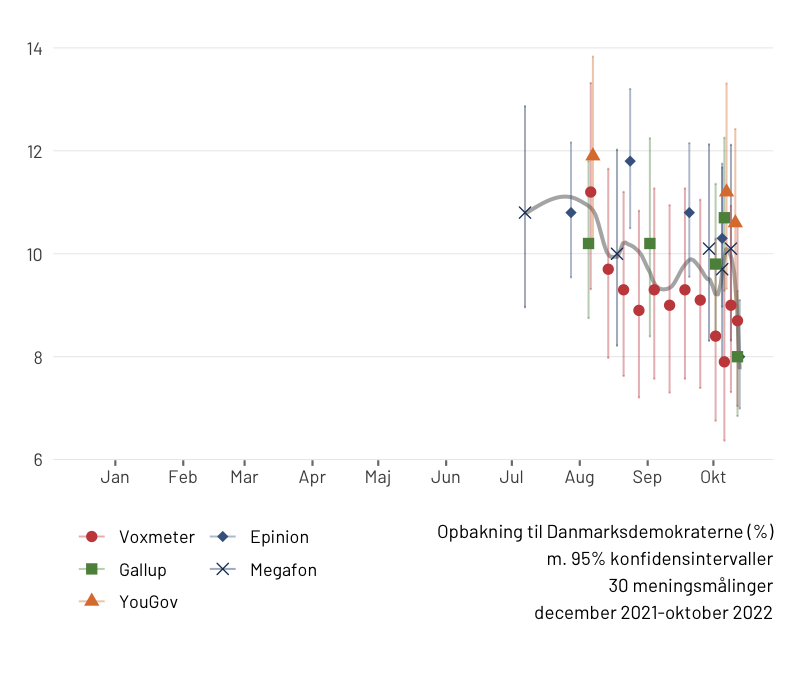 14
12
10
8
6
Jan Feb Mar Apr Maj Jun Jul Aug Sep Okt
Voxmeter Epinion
Gallup Megafon
YouGov
Opbakning til Danmarksdemokraterne (%)
m. 95% konfidensintervaller
30 meningsmålinger
december 2021-oktober 2022